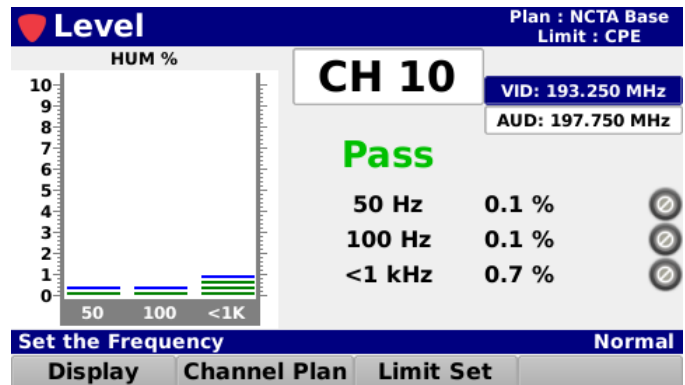 Level
Plan : NCTA Base
Limit : CPE
HUM %
CH 10
VID: 193.250 MHz
AUD: 197.750 MHz
Pass
50 Hz 0.1 %
100 Hz 0.1 %
<1 kHz 0.7 %
10
9
8
7
6
5
4
3
2
1
0
50 100 <1K
Set the Frequency Normal
Display Channel Plan Limit Set